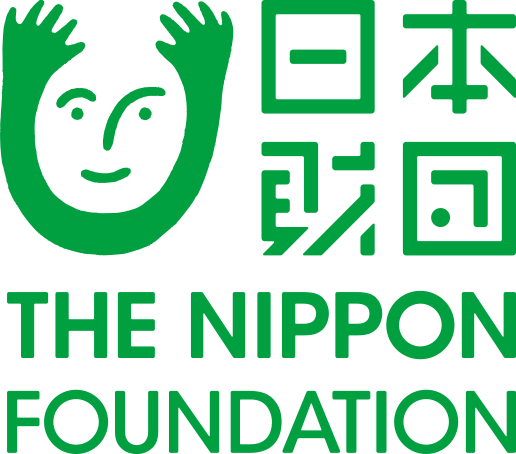 日本
財団
THE NIPPON
FOUNDATION